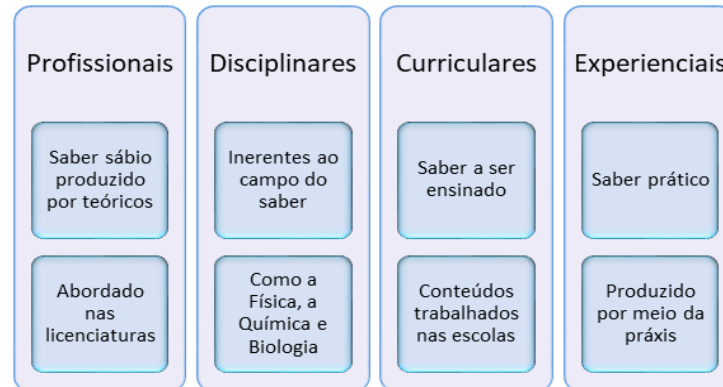 Profissionais
Saber sábio
produzido
por teóricos
Abordado
nas
licenciaturas
Disciplinares
Inerentes ao
campo do
saber
Como a
Física, a
Química e
Biologia
Curriculares
Saber a ser
ensinado
Conteúdos
trabalhados
nas escolas
Experienciais
Saber prático
Produzido
por meio da
práxis